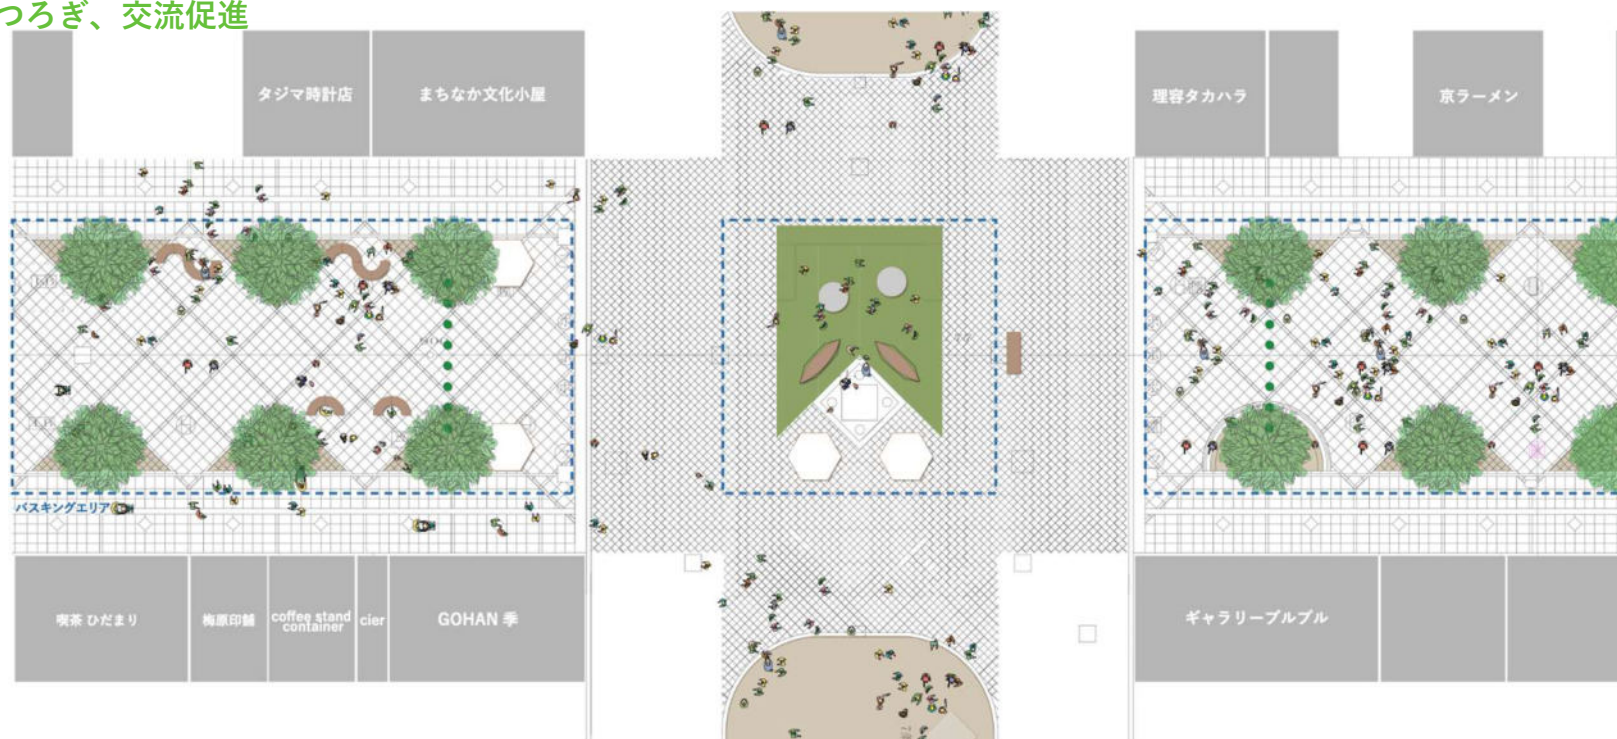 つろぎ、交流促進
タジマ時計店
まちなか文化小屋
理容タカハラ
京ラーメン
バスキングエリア
喫茶 ひだまり
梅原印舗
coffee stand
container
cier
GOHAN 季
ギャラリープルプル